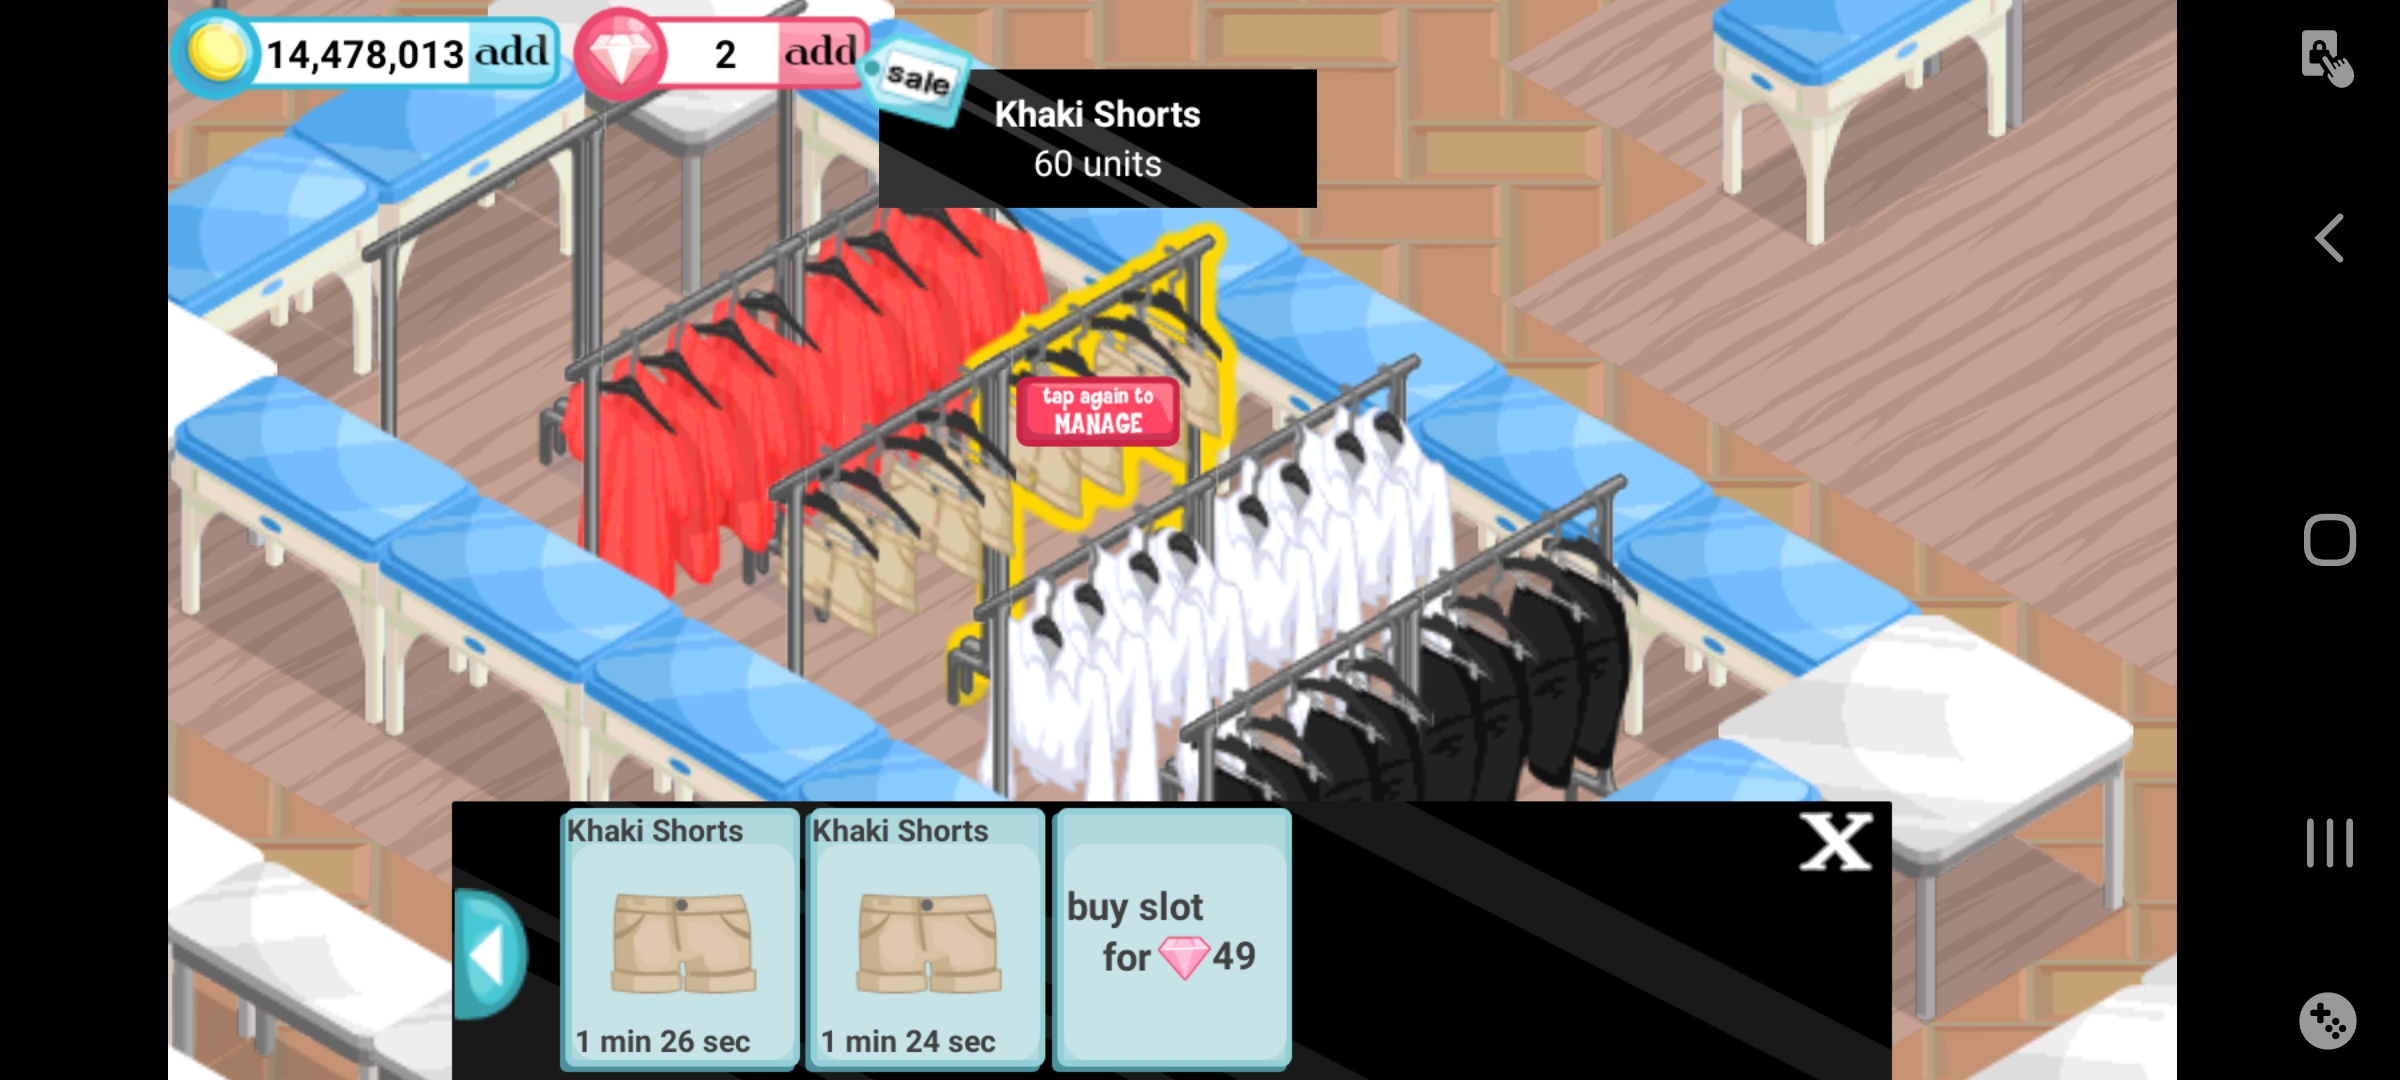 14,478,013 add
2 add
sale
Khaki Shorts
60 units
tap again to
MANAGE
Khaki Shorts
1 min 26 sec
Khaki Shorts
1 min 24 sec
buy slot
for 49
X